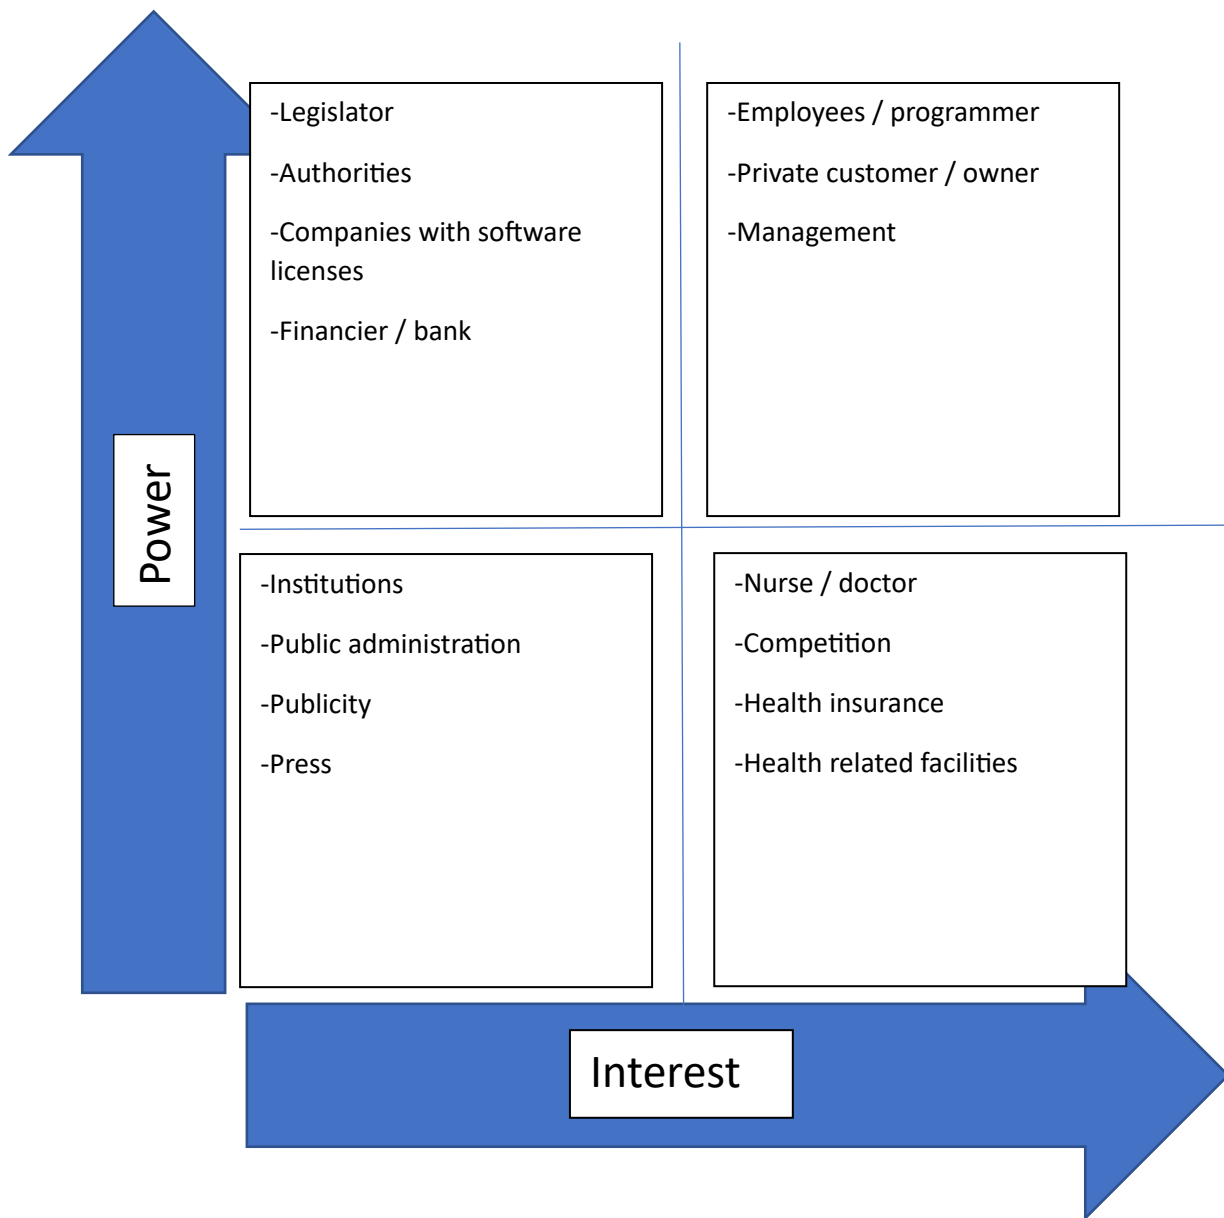 -Legislator
-Authorities
-Companies with software
licenses
-Financier / bank
-Employees / programmer
-Private customer / owner
-Management
Power
-Institutions
-Public administration
-Publicity
-Press
-Nurse / doctor
-Competition
-Health insurance
-Health related facilities
Interest